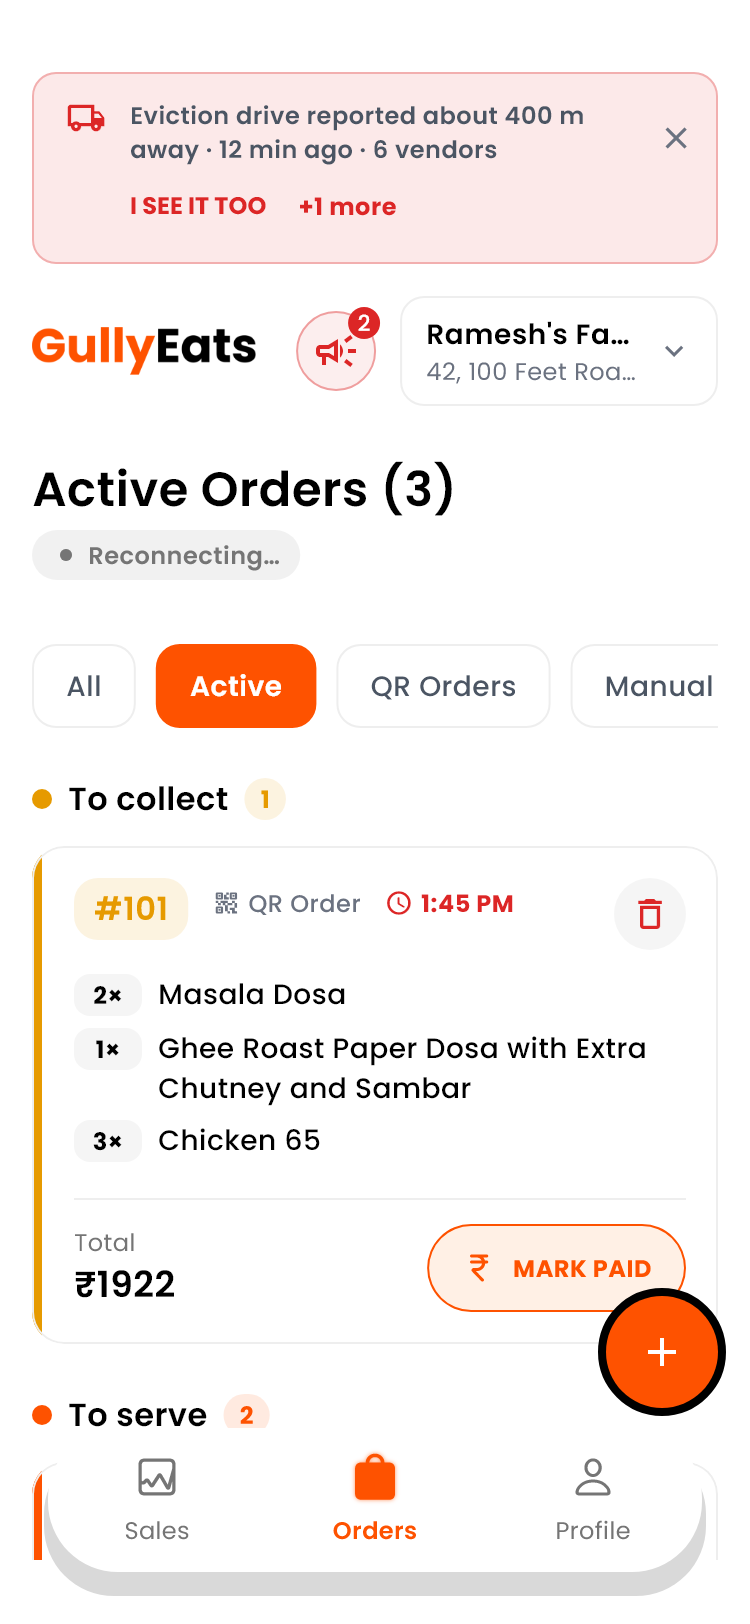 Eviction drive reported about 400 m
away · 12 min ago · 6 vendors
I SEE IT TOO +1 more
GullyEats
2
Ramesh's Fa...
42, 100 Feet Roa...
Active Orders (3)
Reconnecting...
All Active QR Orders Manual
To collect 1
#101 QR Order 1:45 PM
2× Masala Dosa
1× Ghee Roast Paper Dosa with Extra
Chutney and Sambar
3× Chicken 65
Total
₹1922
₹ MARK PAID
+
To serve 2
Sales Orders Profile